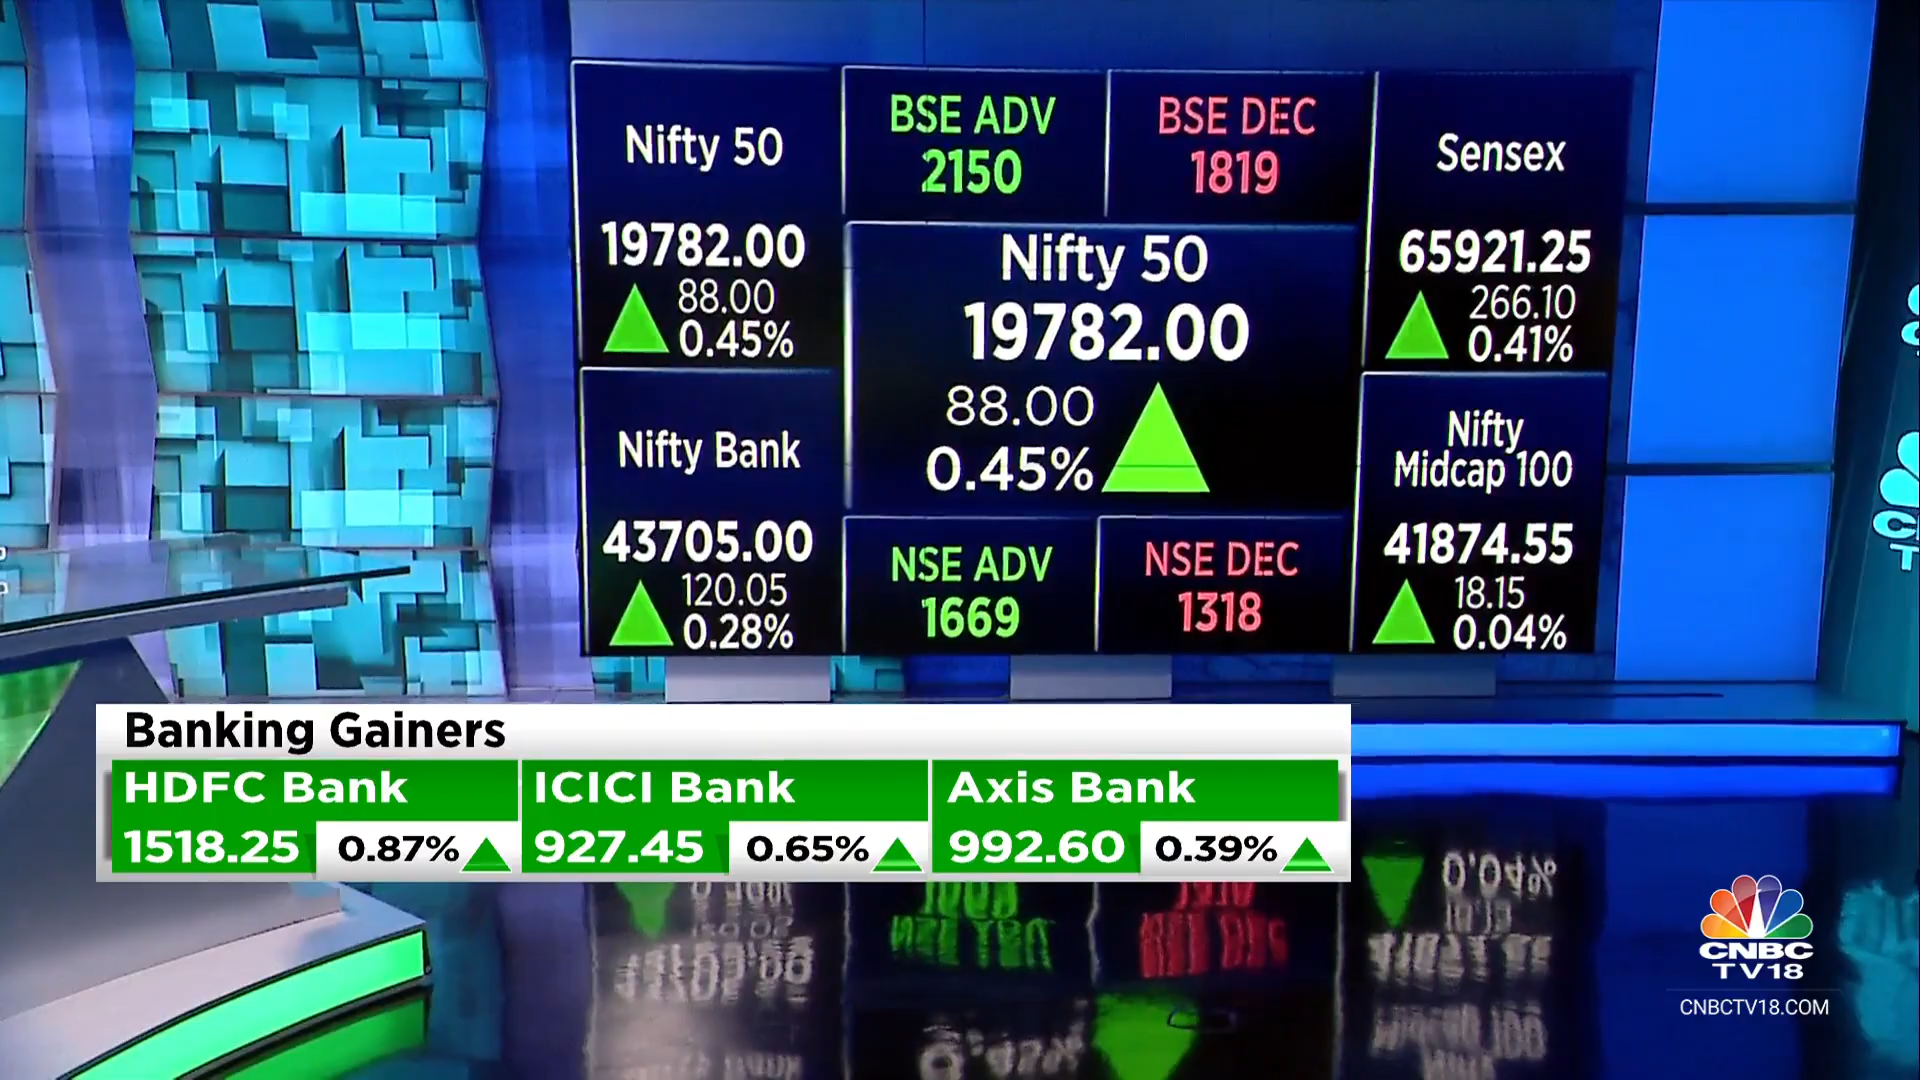 Nifty 50
19782.00
88.00
0.45%
BSE ADV
2150
BSE DEC
1819
Sensex
65921.25
266.10
0.41%
Nifty 50
19782.00
88.00
0.45%
Nifty Bank
43705.00
120.05
0.28%
NSE ADV
1669
NSE DEC
1318
Nifty
Midcap 100
41874.55
18.15
0.04%
Banking Gainers
HDFC Bank
1518.25 0.87%
ICICI Bank
927.45 0.65%
Axis Bank
992.60 0.39%
CNBC
TV18
CNBCTV18.COM